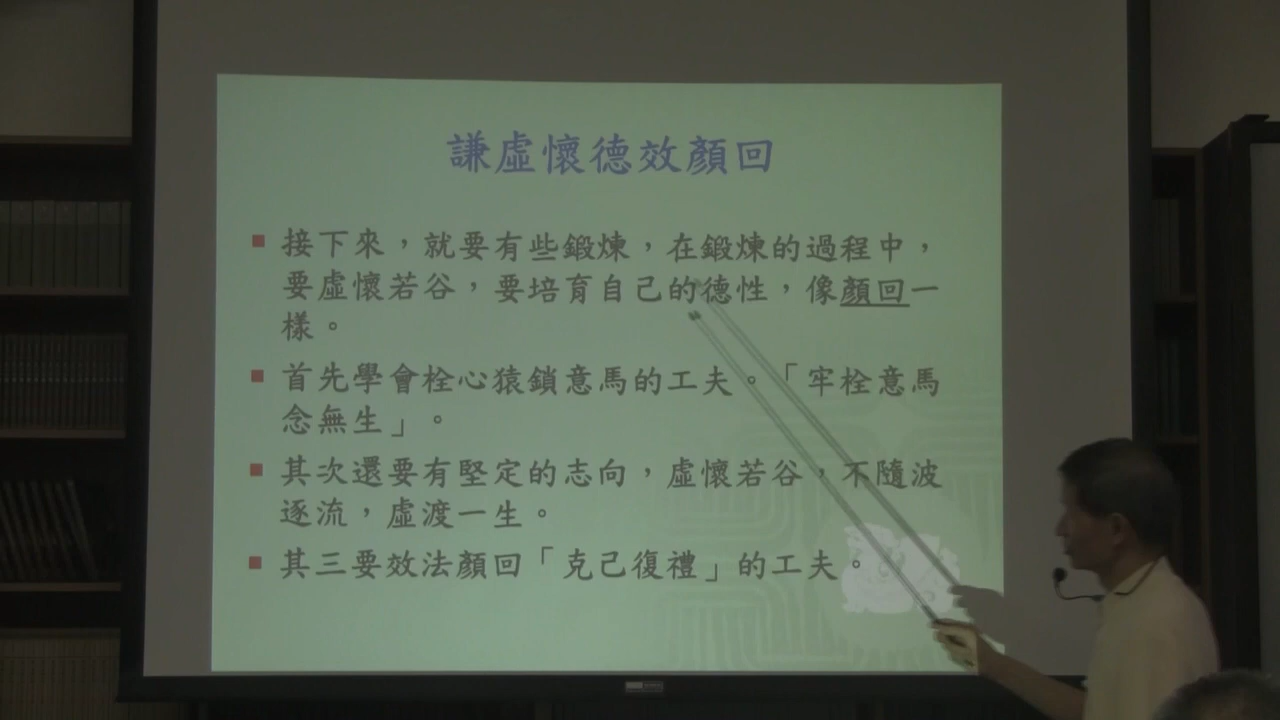 謙虛懷德效顏回
接下來，就要有些鍛煉，在鍛煉的過程中，
要虛懷若谷，要培育自己的德性，像顏回一
樣。
首先學會栓心猿鎖意馬的工夫。「牢栓意馬
念無生」。
其次還要有堅定的志向，虛懷若谷，不隨波
逐流，虛渡一生。
其三要效法顏回「克己復禮」的工夫。